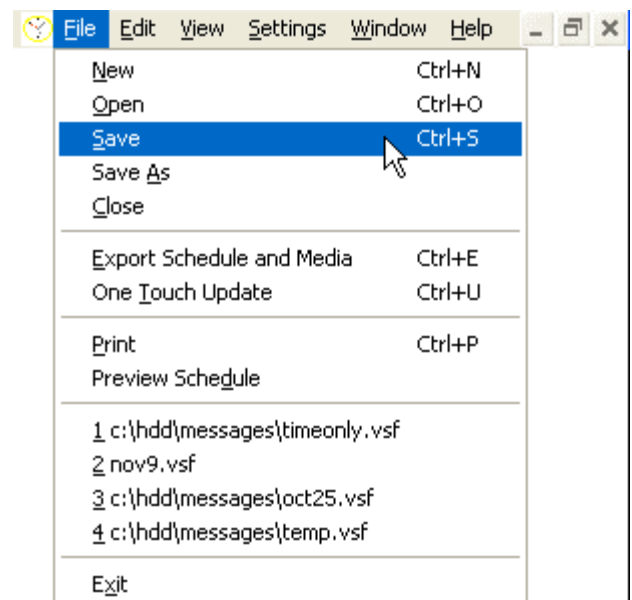 File Edit View Settings Window Help
New Ctrl+N
Open Ctrl+O
Save Ctrl+S
Save As
Close
Export Schedule and Media Ctrl+E
One Touch Update Ctrl+U
Print Ctrl+P
Preview Schedule
1 c:\hdd\messages\timeonly.vsf
2 nov9.vsf
3 c:\hdd\messages\oct25.vsf
4 c:\hdd\messages\temp.vsf
Exit